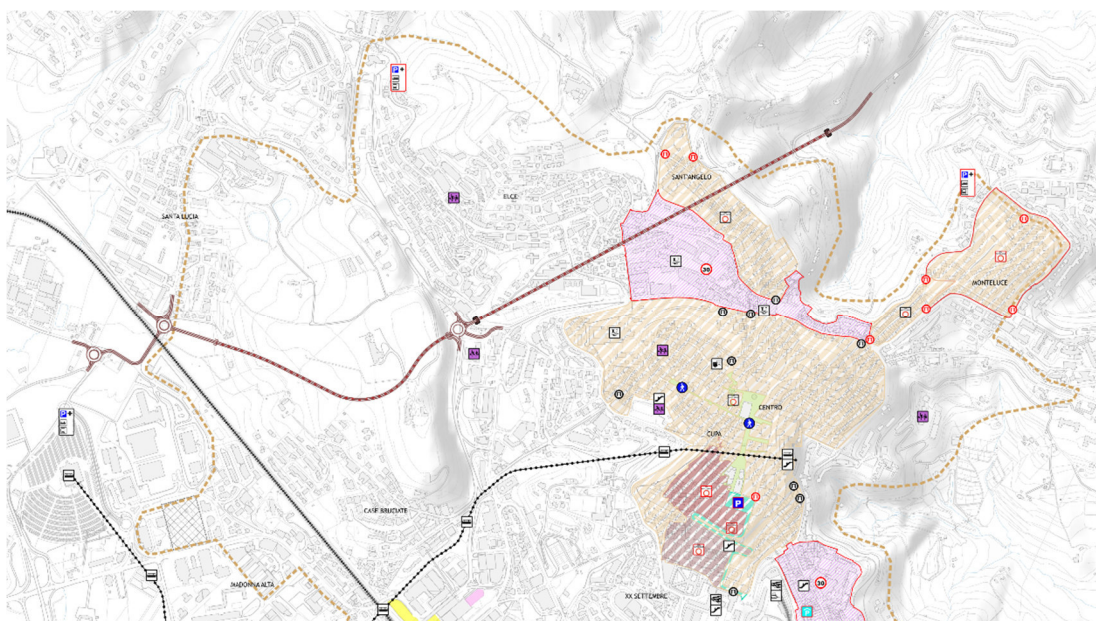 P+
SANT'ANGELO
P+
ELCE
SANTA LUCIA
30
MONTELUCE
CENTRO
P+
CUPA
P
CASE BRUCIATE
MADONNA ALTA
XX SETTEMBRE
30
P